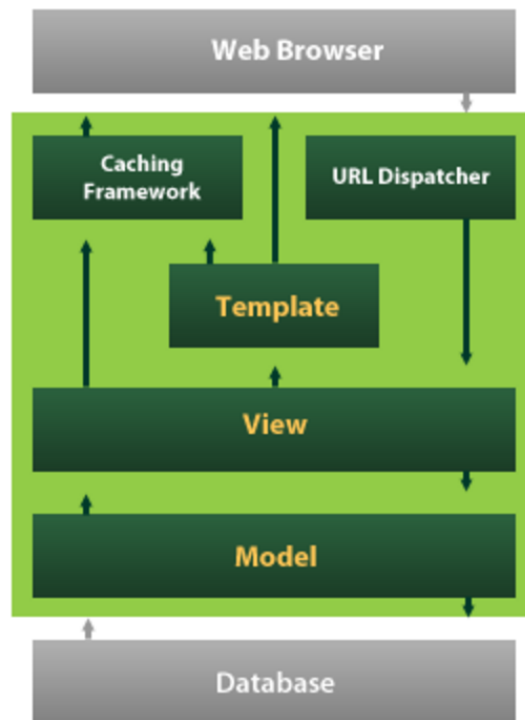 Web Browser
Caching
Framework
URL Dispatcher
Template
View
Model
Database